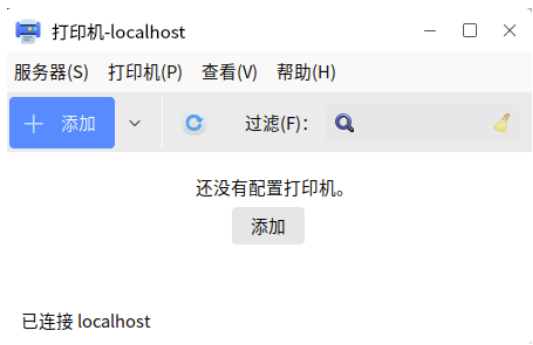 打印机-localhost
服务器(S) 打印机(P) 查看(V) 帮助(H)
添加 过滤(F):
还没有配置打印机。
添加
已连接 localhost